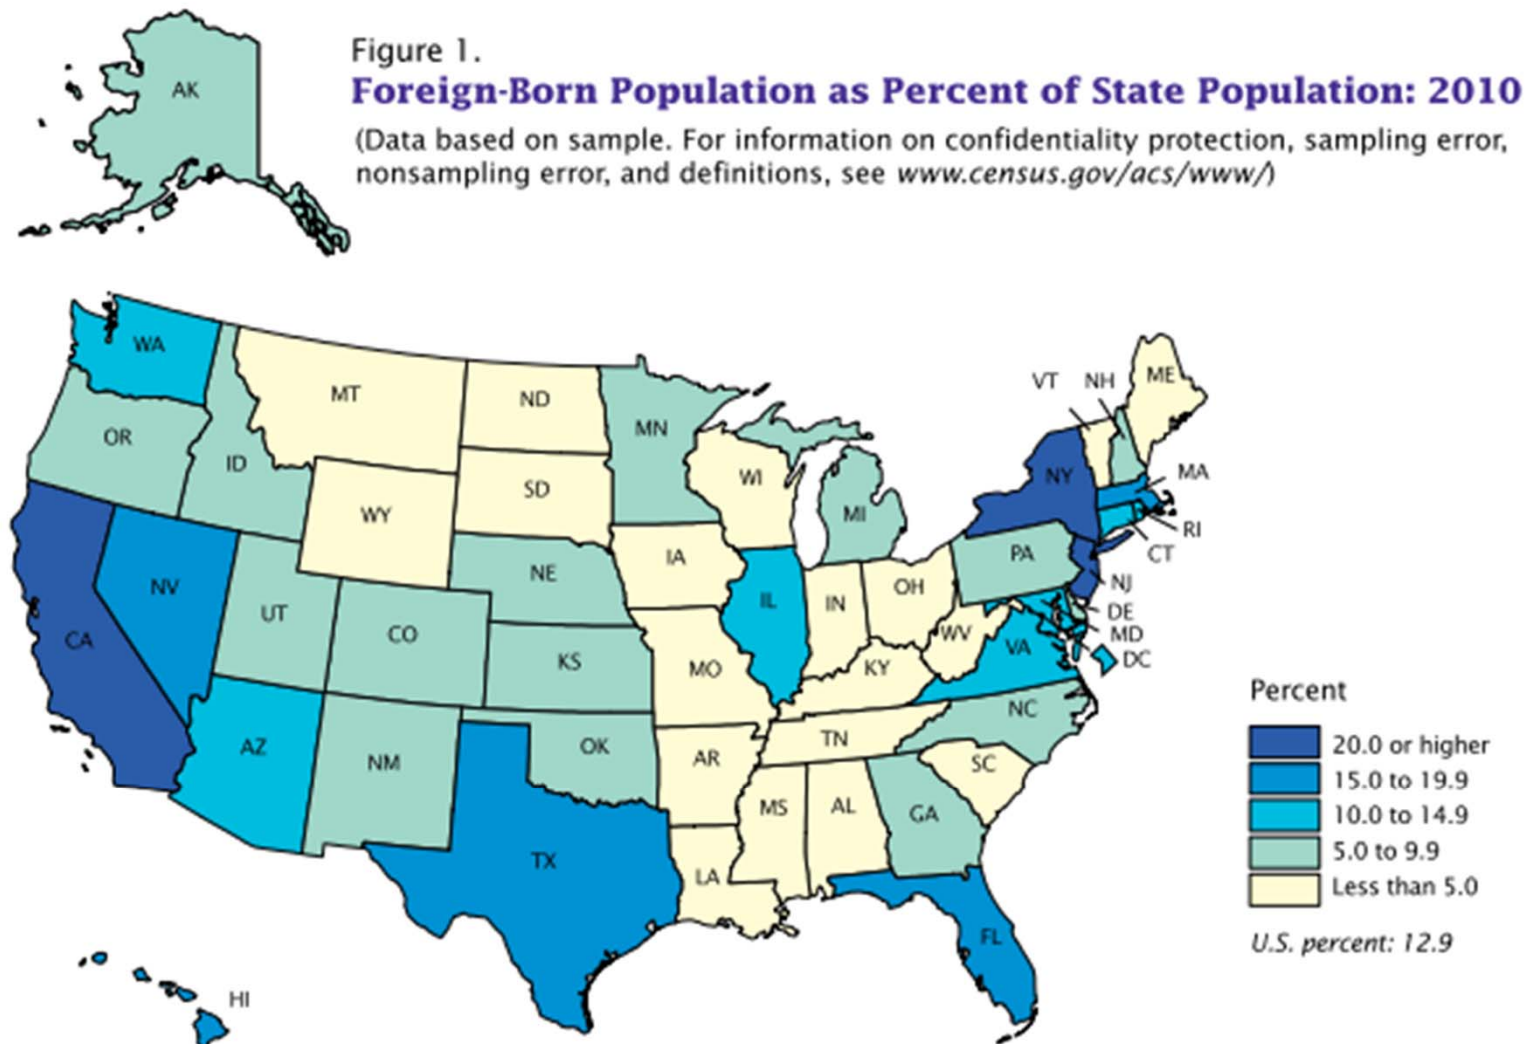 AK
Figure 1.
Foreign-Born Population as Percent of State Population: 2010
(Data based on sample. For information on confidentiality protection, sampling error,
nonsampling error, and definitions, see www.census.gov/acs/www/)
WA
MT
ND
MN
VT
NH
ME
OR
ID
SD
WI
NY
MA
WY
MI
RI
IA
PA
CT
NV
NE
IL
IN
OH
NJ
UT
DE
CA
CO
WV
MD
KS
MO
KY
VA
DC
NC
AZ
NM
OK
TN
AR
SC
MS
AL
GA
TX
LA
FL
HI
Percent
20.0 or higher
15.0 to 19.9
10.0 to 14.9
5.0 to 9.9
Less than 5.0
U.S. percent: 12.9